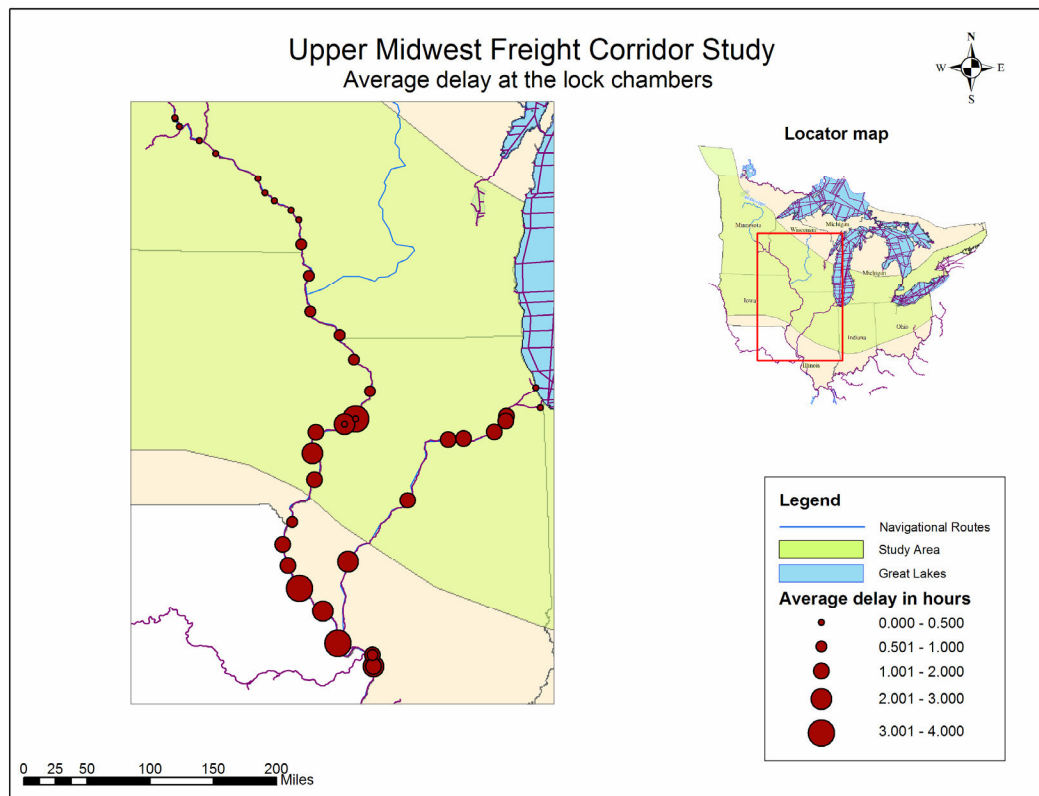 Upper Midwest Freight Corridor Study
Average delay at the lock chambers
N
W E
S
Locator map
Minnesota
Wisconsin
Michigan
Michigan
Iowa
Ohio
Indiana
Illinois
Legend
Navigational Routes
Study Area
Great Lakes
Average delay in hours
0.000 - 0.500
0.501 - 1.000
1.001 - 2.000
2.001 - 3.000
3.001 - 4.000
0 25 50 100 150 200
Miles